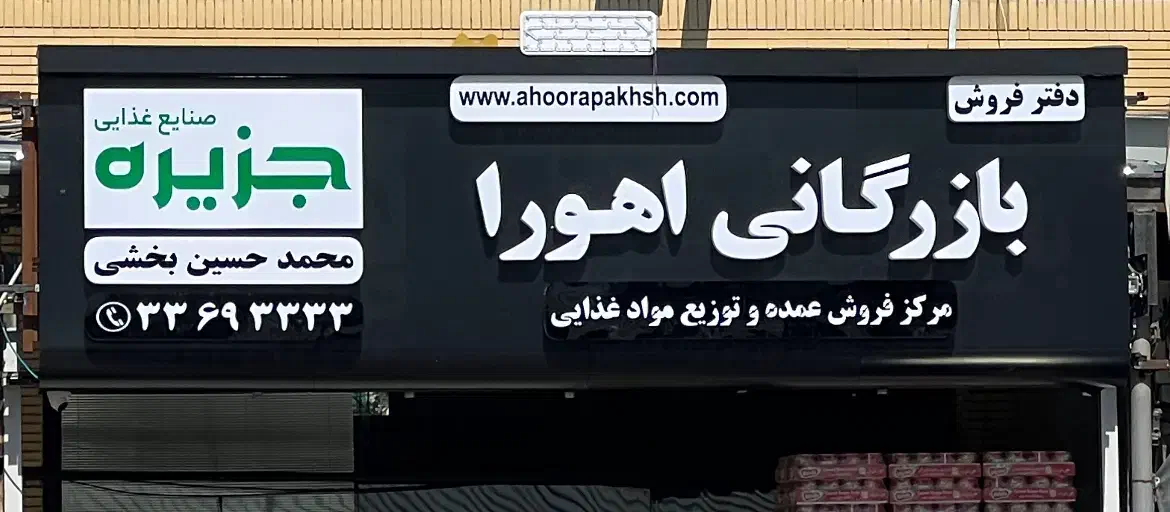 دفتر فروش
www.ahoorapakhsh.com
بازرگانی اهورا
مرکز فروش عمده و توزیع مواد غذایی
صنایع غذایی
جزیره
محمد حسین بخشی
۳۳ ۶۹ ۳۳۳۳